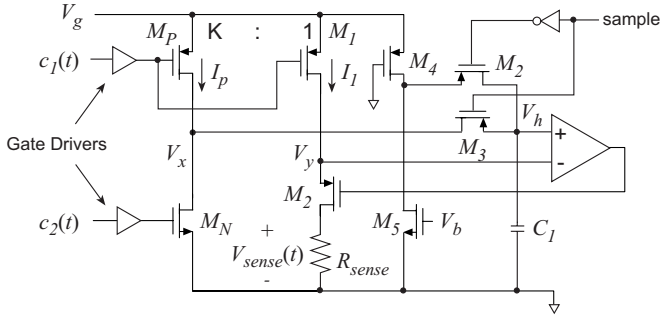 V_g
M_P K : 1 M_1
sample
c_1(t)
I_p
I_1
M_4
M_2
V_h
Gate Drivers
V_x
V_y
M_3
+
-
M_2
c_2(t)
M_N
+
V_sense(t)
-
R_sense
M_5
V_b
C_1